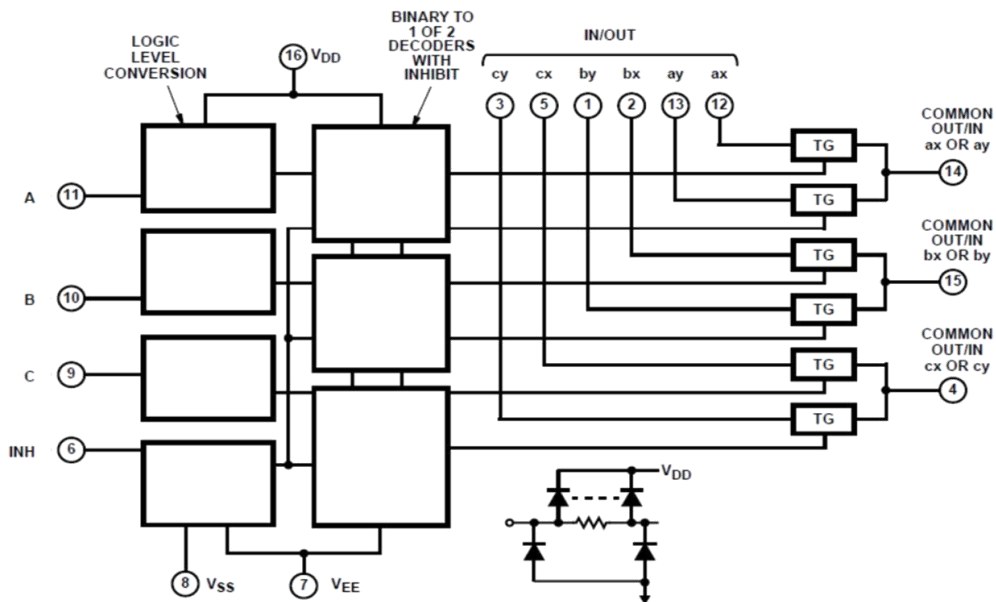 LOGIC
LEVEL
CONVERSION
16 VDD
BINARY TO
1 OF 2
DECODERS
WITH
INHIBIT
IN/OUT
cy cx by bx ay ax
3 5 1 2 13 12
COMMON
OUT/IN
ax OR ay
TG
14
A 11
TG
COMMON
OUT/IN
bx OR by
TG
15
B 10
TG
COMMON
OUT/IN
cx OR cy
TG
4
C 9
TG
INH 6
VDD
8 VSS
7 VEE